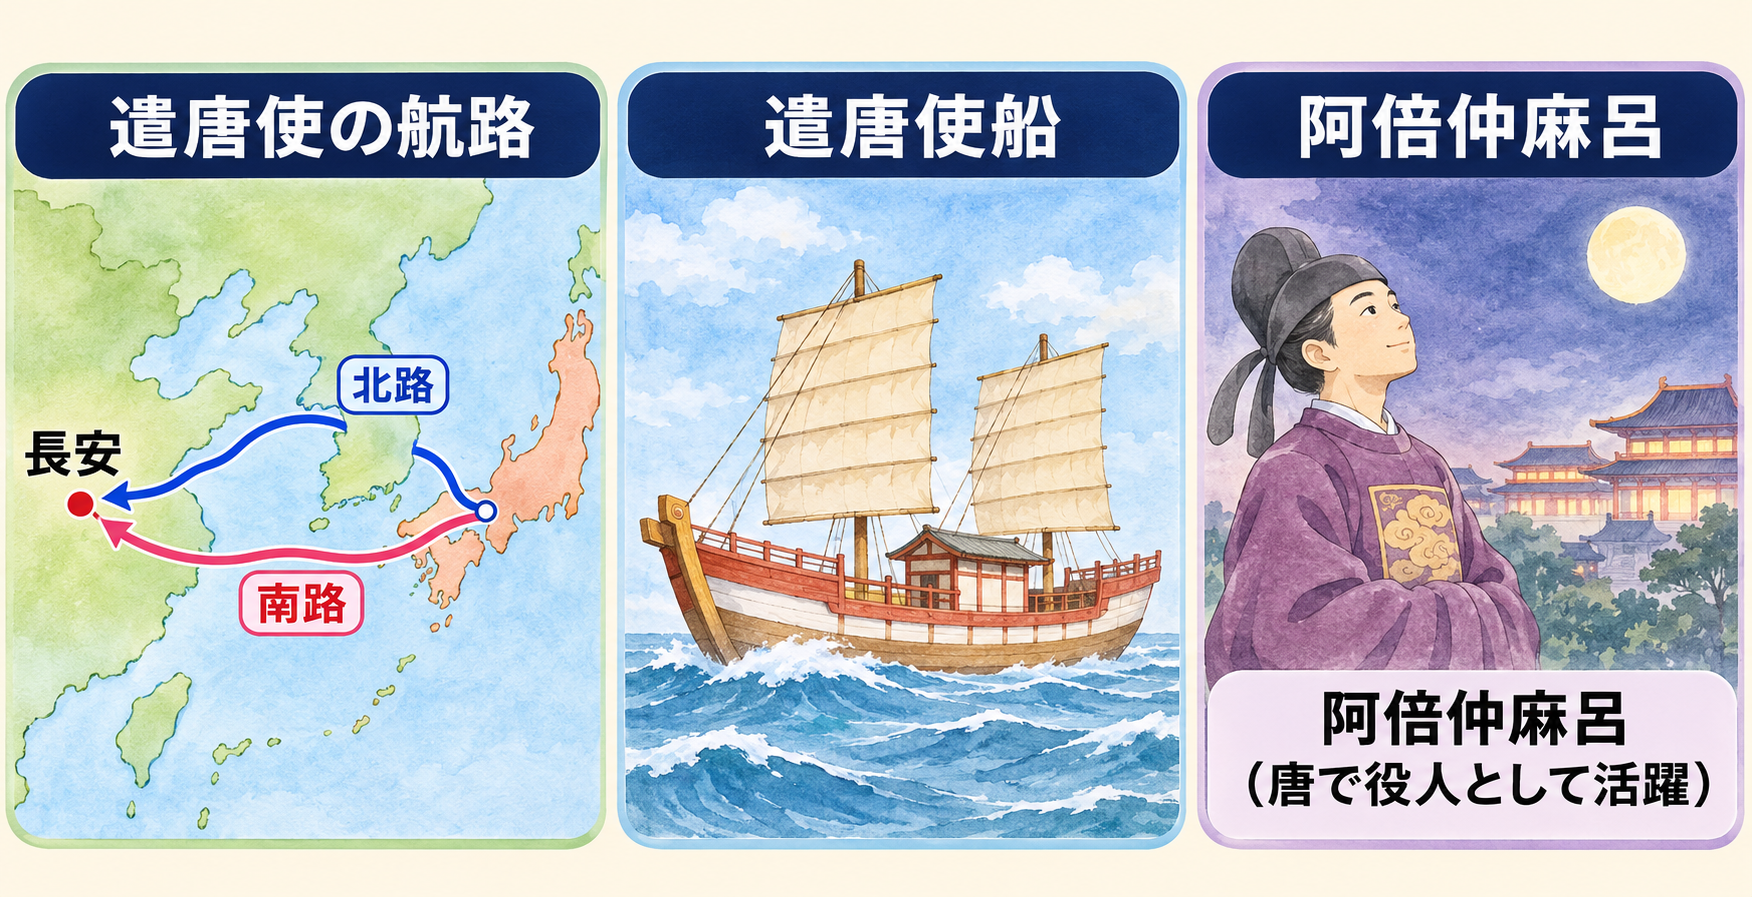 遣唐使の航路
北路
長安
南路
遣唐使船
阿倍仲麻呂
阿倍仲麻呂
（唐で役人として活躍）